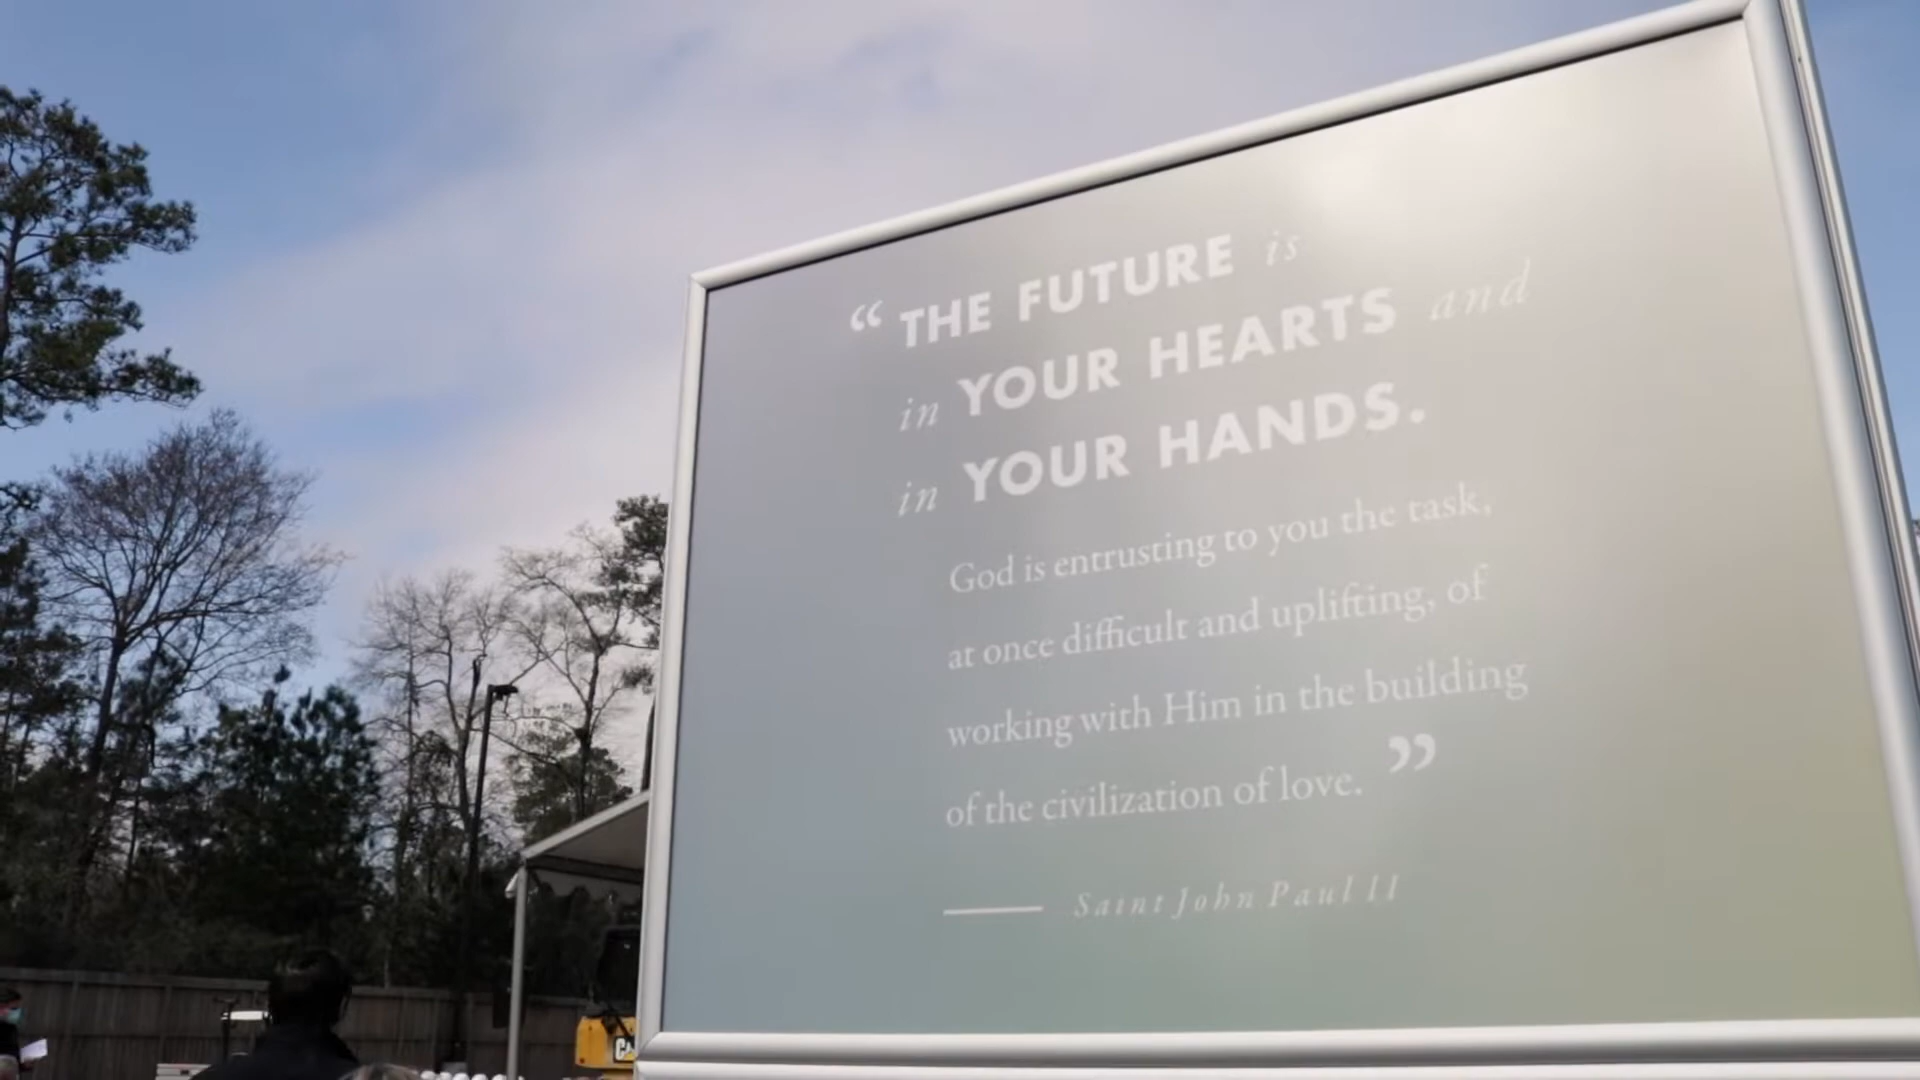 “ THE FUTURE is
in YOUR HEARTS and
in YOUR HANDS.
God is entrusting to you the task,
at once difficult and uplifting, of
working with Him in the building
of the civilization of love. ”
Saint John Paul II